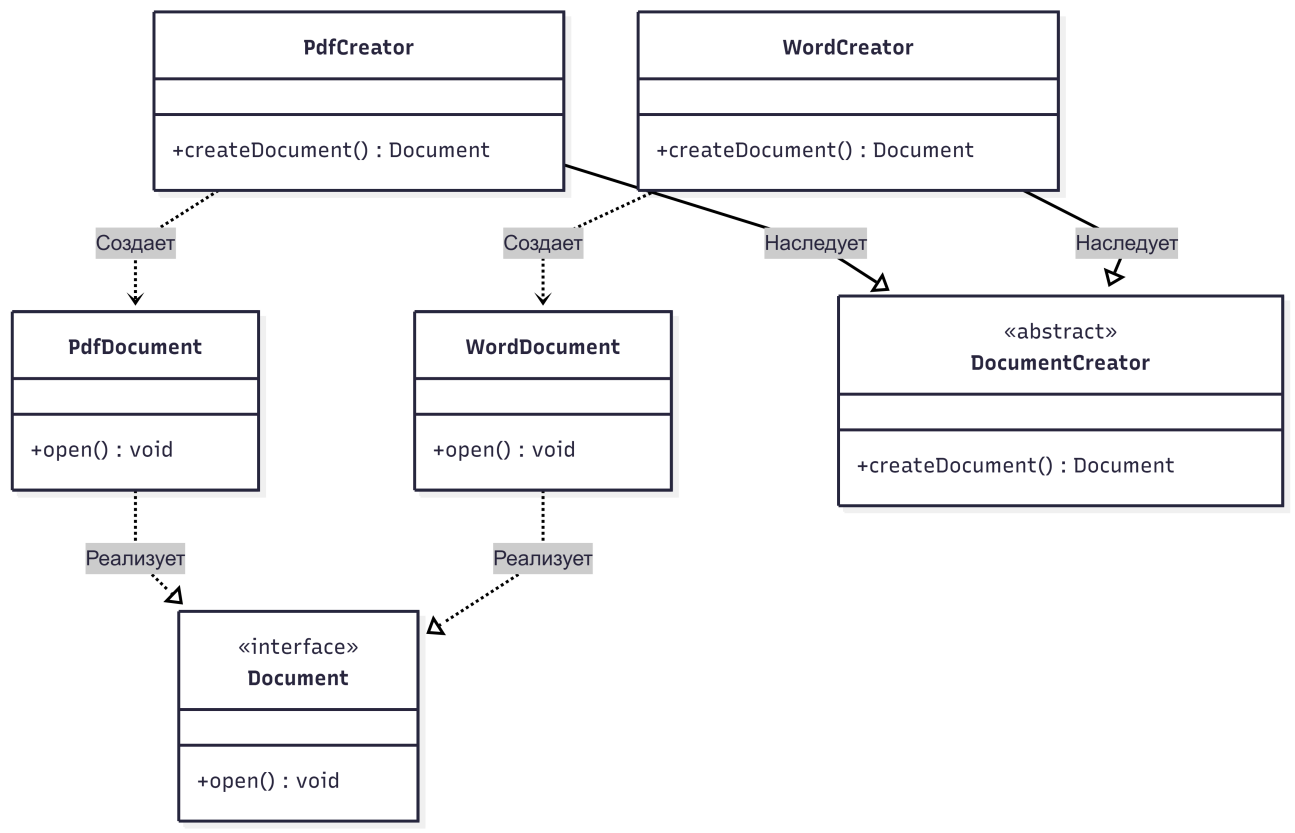 PdfCreator
+createDocument() : Document
WordCreator
+createDocument() : Document
Создает
Создает
Наследует
Наследует
PdfDocument
+open() : void
WordDocument
+open() : void
«abstract»
DocumentCreator
+createDocument() : Document
Реализует
Реализует
«interface»
Document
+open() : void